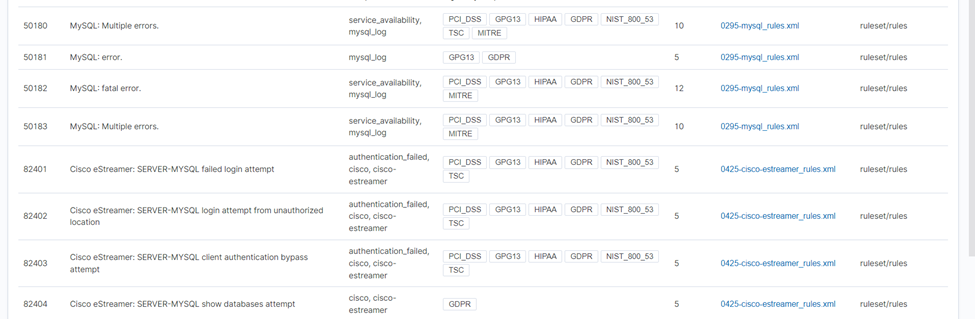 50180 MySQL: Multiple errors. service_availability, mysql_log PCI_DSS GPG13 HIPAA GDPR NIST_800_53 TSC MITRE 10 0295-mysql_rules.xml ruleset/rules
50181 MySQL: error. mysql_log GPG13 GDPR 5 0295-mysql_rules.xml ruleset/rules
50182 MySQL: fatal error. service_availability, mysql_log PCI_DSS GPG13 HIPAA GDPR NIST_800_53 MITRE 12 0295-mysql_rules.xml ruleset/rules
50183 MySQL: Multiple errors. service_availability, mysql_log PCI_DSS GPG13 HIPAA GDPR NIST_800_53 MITRE 10 0295-mysql_rules.xml ruleset/rules
82401 Cisco eStreamer: SERVER-MYSQL failed login attempt authentication_failed, cisco, cisco-estreamer PCI_DSS GPG13 HIPAA GDPR NIST_800_53 TSC 5 0425-cisco-estreamer_rules.xml ruleset/rules
82402 Cisco eStreamer: SERVER-MYSQL login attempt from unauthorized location authentication_failed, cisco, cisco-estreamer PCI_DSS GPG13 HIPAA GDPR NIST_800_53 TSC 5 0425-cisco-estreamer_rules.xml ruleset/rules
82403 Cisco eStreamer: SERVER-MYSQL client authentication bypass attempt authentication_failed, cisco, cisco-estreamer PCI_DSS GPG13 HIPAA GDPR NIST_800_53 TSC 5 0425-cisco-estreamer_rules.xml ruleset/rules
82404 Cisco eStreamer: SERVER-MYSQL show databases attempt cisco, cisco-estreamer GDPR 5 0425-cisco-estreamer_rules.xml ruleset/rules